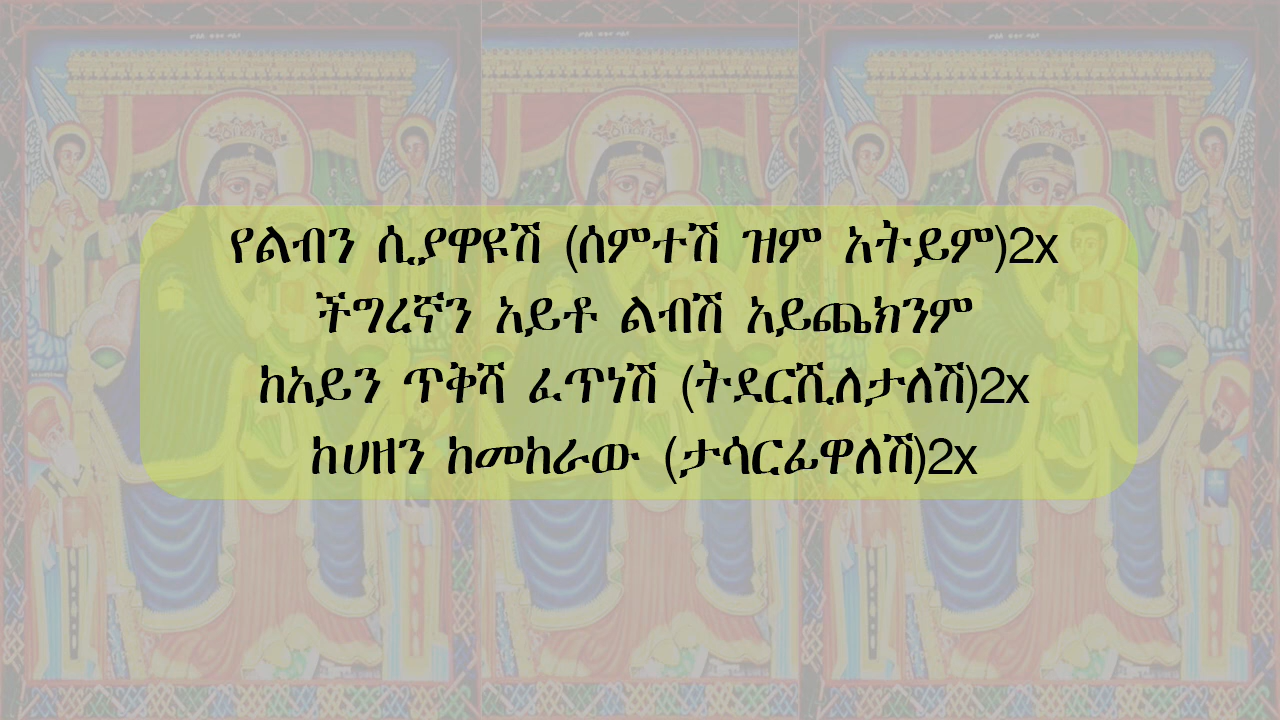 የልብን ሲያዋዩሽ (ሰምተሽ ዝም አትይም)2x
ችግረኛን አይቶ ልብሽ አይጨክንም
ከአይን ጥቅሻ ፈጥነሽ (ትደርሺለታለሽ)2x
ከሀዘን ከመከራው (ታሳርፊዋለሽ)2x